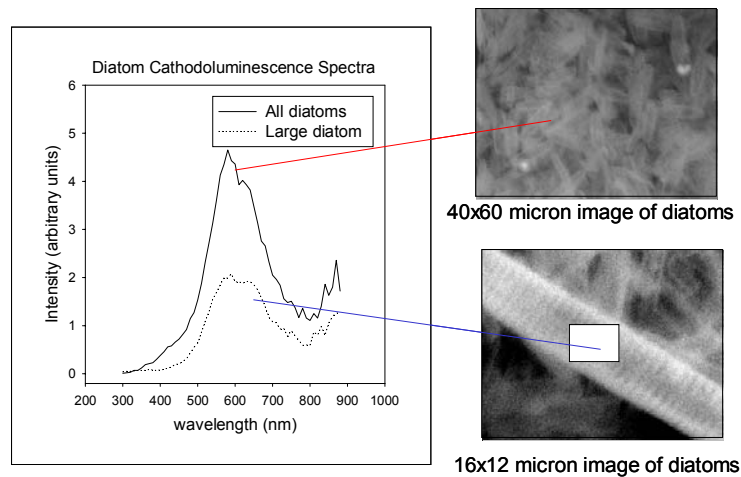 Diatom Cathodoluminescence Spectra
All diatoms
Large diatom
Intensity (arbitrary units)
6
5
4
3
2
1
0
200 300 400 500 600 700 800 900 1000
wavelength (nm)
40x60 micron image of diatoms
16x12 micron image of diatoms